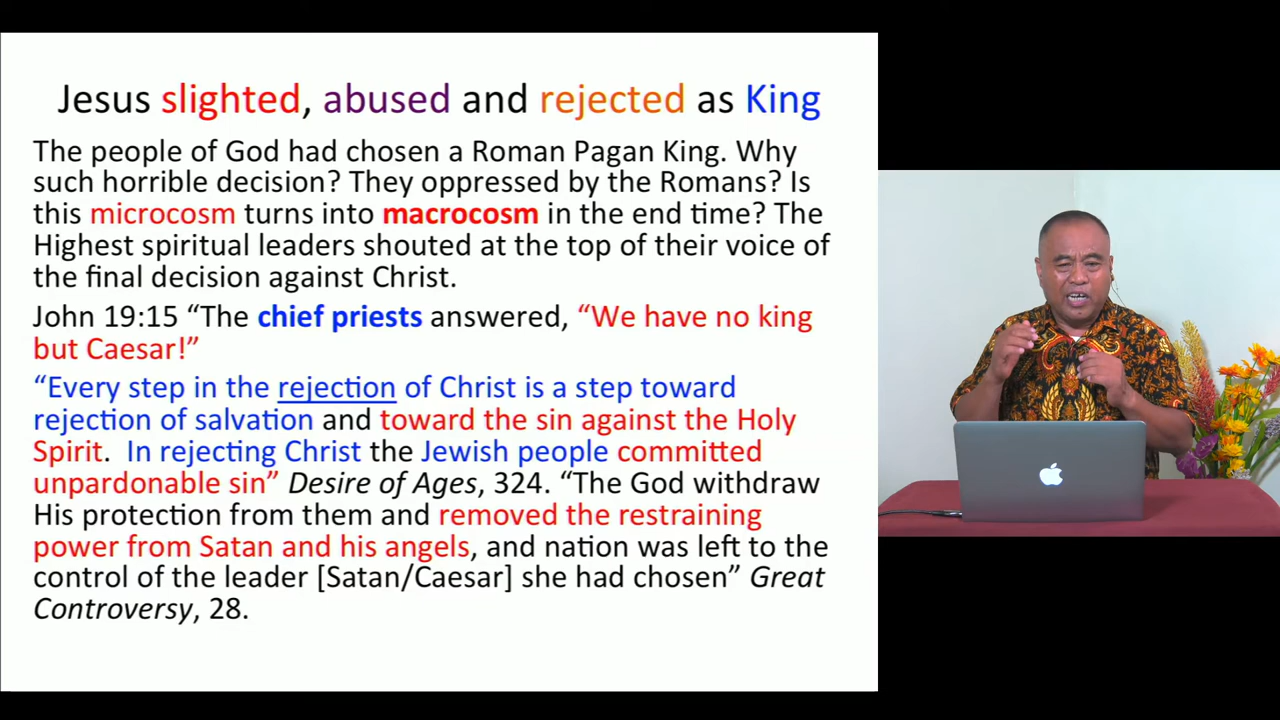 Jesus slighted, abused and rejected as King
The people of God had chosen a Roman Pagan King. Why
such horrible decision? They oppressed by the Romans? Is
this microcosm turns into macrocosm in the end time? The
Highest spiritual leaders shouted at the top of their voice of
the final decision against Christ.
John 19:15 “The chief priests answered, “We have no king
but Caesar!”
“Every step in the rejection of Christ is a step toward
rejection of salvation and toward the sin against the Holy
Spirit.  In rejecting Christ the Jewish people committed
unpardonable sin” Desire of Ages, 324. “The God withdraw
His protection from them and removed the restraining
power from Satan and his angels, and nation was left to the
control of the leader [Satan/Caesar] she had chosen” Great
Controversy, 28.